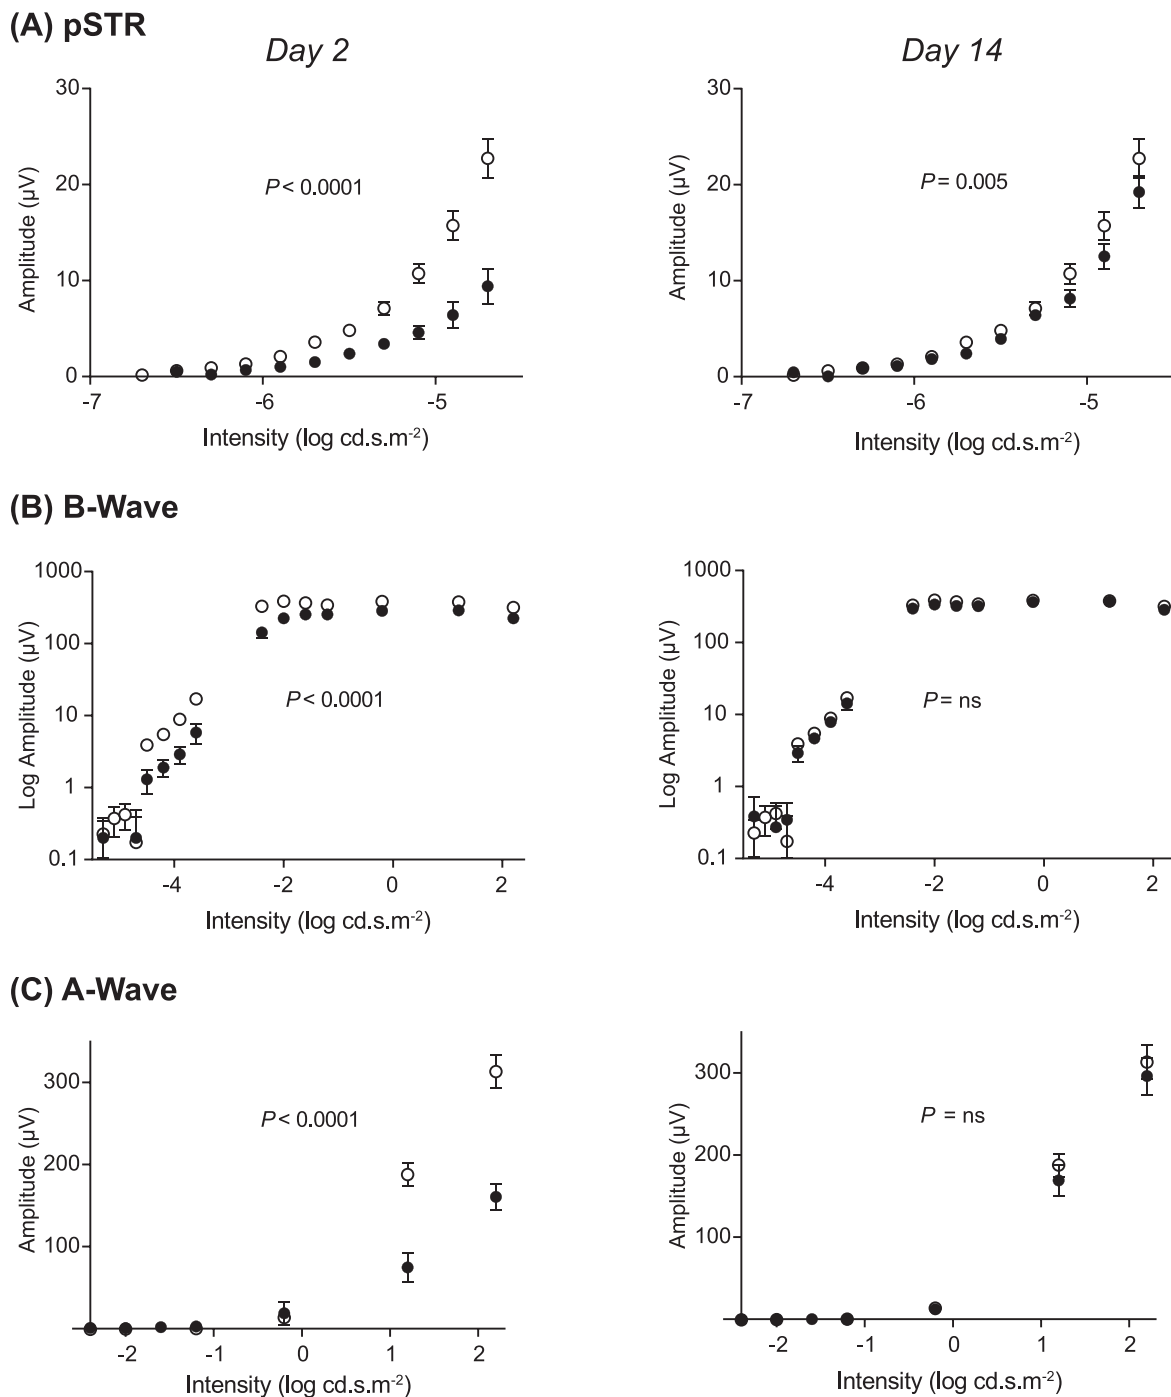 (A) pSTR
Day 2
Day 14
30
20
10
0
Amplitude (µV)
P < 0.0001
-7
-6
-5
Intensity (log cd.s.m-2)
30
20
10
0
Amplitude (µV)
P = 0.005
-7
-6
-5
Intensity (log cd.s.m-2)
(B) B-Wave
1000
100
10
1
0.1
Log Amplitude (µV)
P < 0.0001
-4
-2
0
2
Intensity (log cd.s.m-2)
1000
100
10
1
0.1
Log Amplitude (µV)
P = ns
-4
-2
0
2
Intensity (log cd.s.m-2)
(C) A-Wave
300
200
100
Amplitude (µV)
P < 0.0001
-2
-1
0
1
2
Intensity (log cd.s.m-2)
300
200
100
Amplitude (µV)
P = ns
-2
-1
0
1
2
Intensity (log cd.s.m-2)